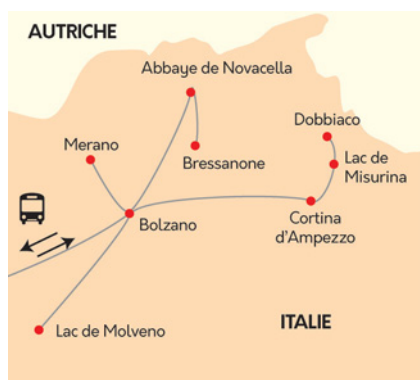 AUTRICHE
Abbaye de Novacella
Dobbiaco
Merano
Bressanone
Lac de
Misurina
Bolzano
Cortina
d'Ampezzo
Lac de Molveno
ITALIE